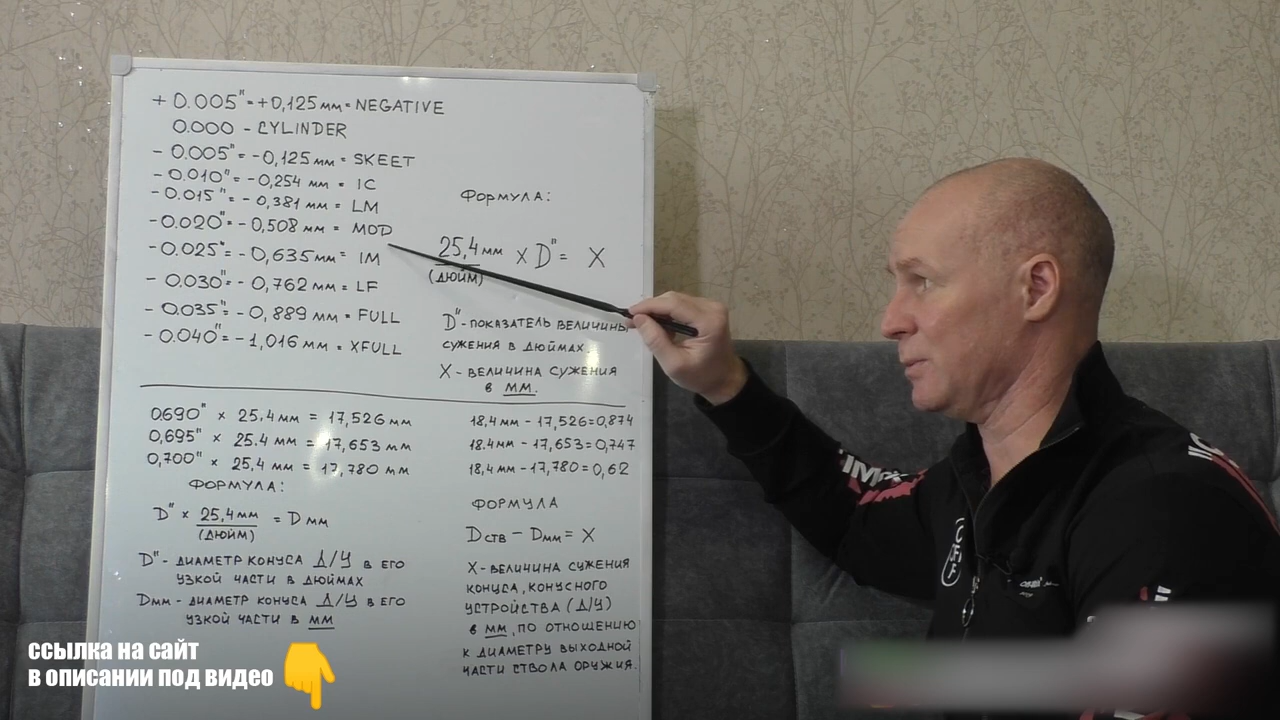 + 0.005" = +0,125 мм = NEGATIVE
0.000 - CYLINDER
- 0.005" = -0,125 мм = SKEET
- 0.010" = -0,254 мм = IC
- 0.015" = - 0,381 мм = LM
- 0.020" = -0,508 мм = MOD
- 0.025" = - 0,635 мм = IM
- 0.030" = - 0,762 мм = LF
- 0.035" = - 0,889 мм = FULL
- 0.040" = - 1,016 мм = XFULL
ФОРМУЛА:
25,4 мм x D" = X
(дюйм)
D" - ПОКАЗАТЕЛЬ ВЕЛИЧИНЫ
СУЖЕНИЯ В ДЮЙМАХ.
X - ВЕЛИЧИНА СУЖЕНИЯ
В ММ.
0,690" x 25,4 мм = 17,526 мм
0,695" x 25.4 мм = 17,653 мм
0,700" x 25,4 мм = 17,780 мм
ФОРМУЛА:
D" x 25,4 мм = D мм
(дюйм)
D" - ДИАМЕТР КОНУСА Д/У В ЕГО
УЗКОЙ ЧАСТИ В ДЮЙМАХ
Dмм - ДИАМЕТР КОНУСА Д/У В ЕГО
УЗКОЙ ЧАСТИ В ММ
18,4 мм - 17,526 = 0,874
18.4 мм - 17,653 = 0,747
18,4 мм - 17,780 = 0,62
ФОРМУЛА
Dств - Dмм = X
X - ВЕЛИЧИНА СУЖЕНИЯ
КОНУСА, КОНУСНОГО
УСТРОЙСТВА (Д/У)
В ММ, ПО ОТНОШЕНИЮ
К ДИАМЕТРУ ВЫХОДНОЙ
ЧАСТИ СТВОЛА ОРУЖИЯ.
ссылка на сайт
в описании под видео